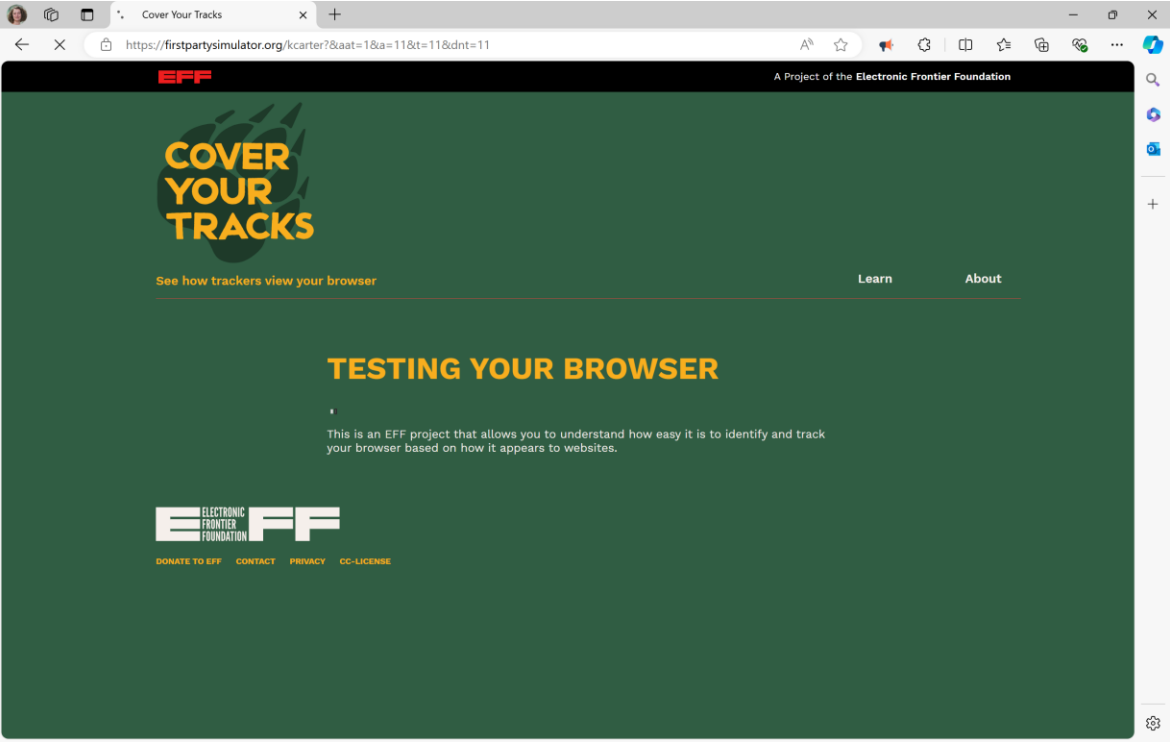 Cover Your Tracks
https://firstpartysimulator.org/kcarter?&aat=1&a=11&t=11&dnt=11
EFF
A Project of the Electronic Frontier Foundation
COVER
YOUR
TRACKS
See how trackers view your browser
Learn
About
TESTING YOUR BROWSER
This is an EFF project that allows you to understand how easy it is to identify and track
your browser based on how it appears to websites.
EFF
ELECTRONIC
FRONTIER
FOUNDATION
DONATE TO EFF
CONTACT
PRIVACY
CC-LICENSE